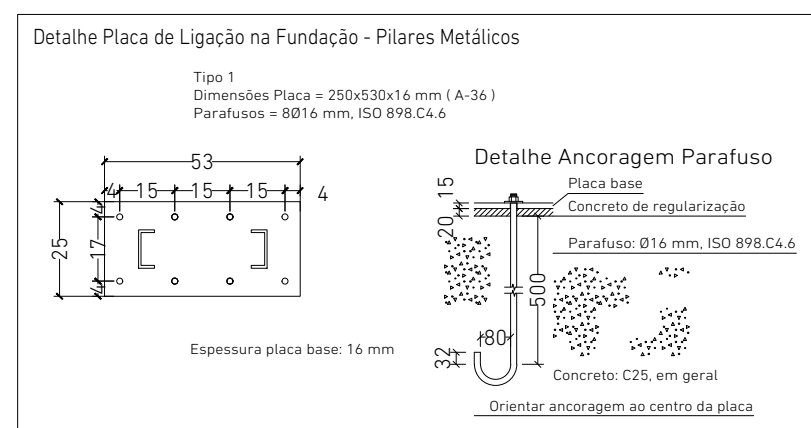 Detalhe Placa de Ligação na Fundação - Pilares Metálicos
Tipo 1
Dimensões Placa = 250x530x16 mm ( A-36 )
Parafusos = 8Ø16 mm, ISO 898.C4.6
53
4 15 15 15 4
4
25
17
4
Espessura placa base: 16 mm
Detalhe Ancoragem Parafuso
15
Placa base
Concreto de regularização
20
Parafuso: Ø16 mm, ISO 898.C4.6
500
80
32
Concreto: C25, em geral
Orientar ancoragem ao centro da placa